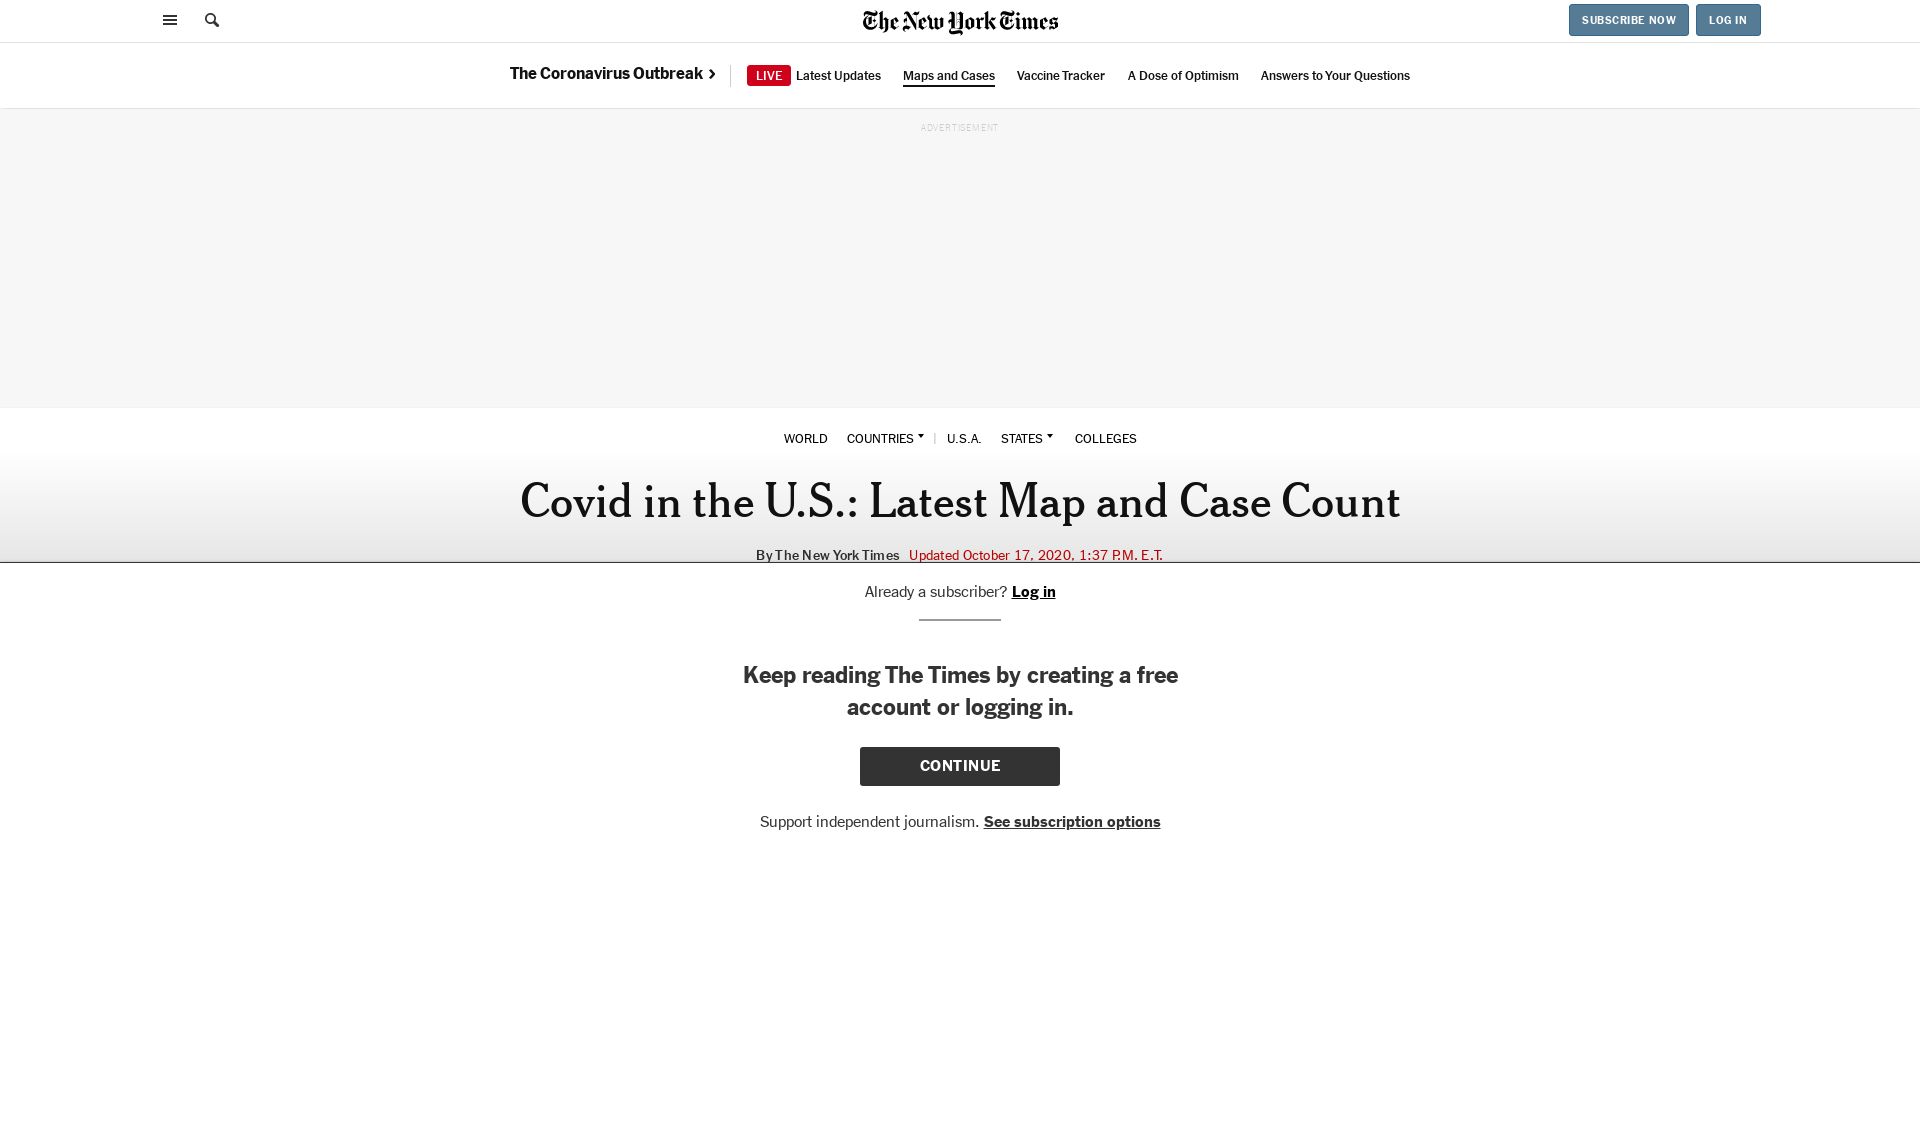 The New York Times
SUBSCRIBE NOW
LOG IN
The Coronavirus Outbreak ›
LIVE Latest Updates
Maps and Cases
Vaccine Tracker
A Dose of Optimism
Answers to Your Questions
ADVERTISEMENT
WORLD COUNTRIES | U.S.A. STATES COLLEGES
Covid in the U.S.: Latest Map and Case Count
By The New York Times Updated October 17, 2020, 1:37 P.M. E.T.
Already a subscriber? Log in
Keep reading The Times by creating a free
account or logging in.
CONTINUE
Support independent journalism. See subscription options